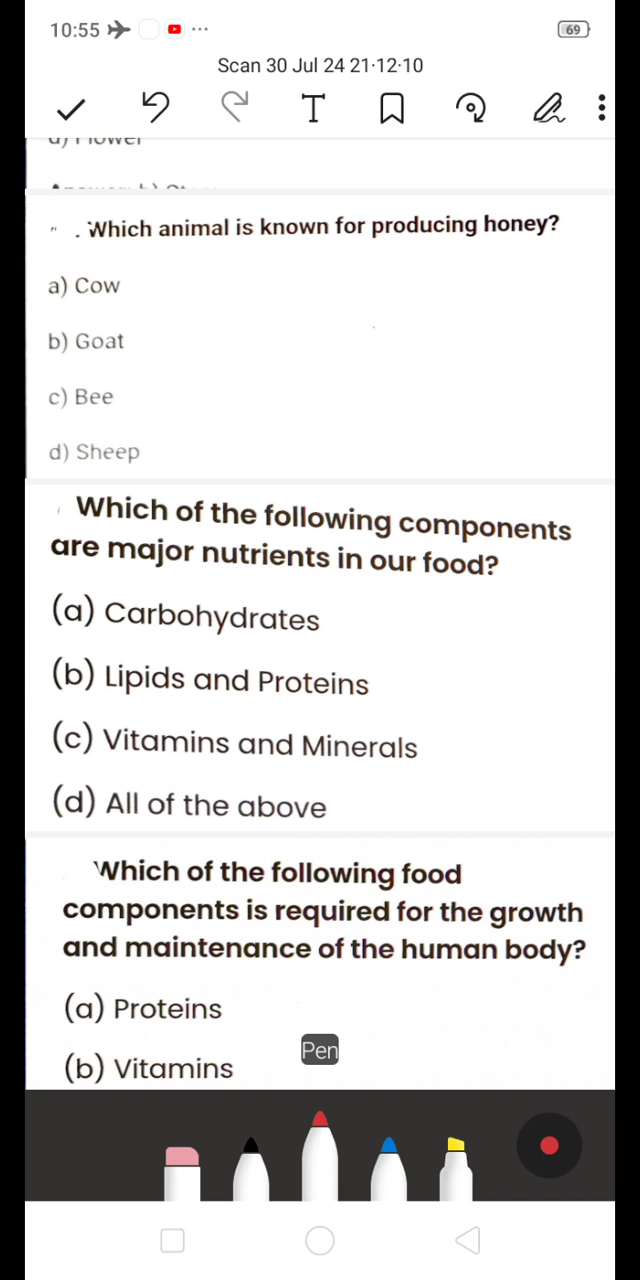 10:55
69
Scan 30 Jul 24 21·12·10
T
d) Flower
Which animal is known for producing honey?
a) Cow
b) Goat
c) Bee
d) Sheep
Which of the following components
are major nutrients in our food?
(a) Carbohydrates
(b) Lipids and Proteins
(c) Vitamins and Minerals
(d) All of the above
Which of the following food
components is required for the growth
and maintenance of the human body?
(a) Proteins
Pen
(b) Vitamins